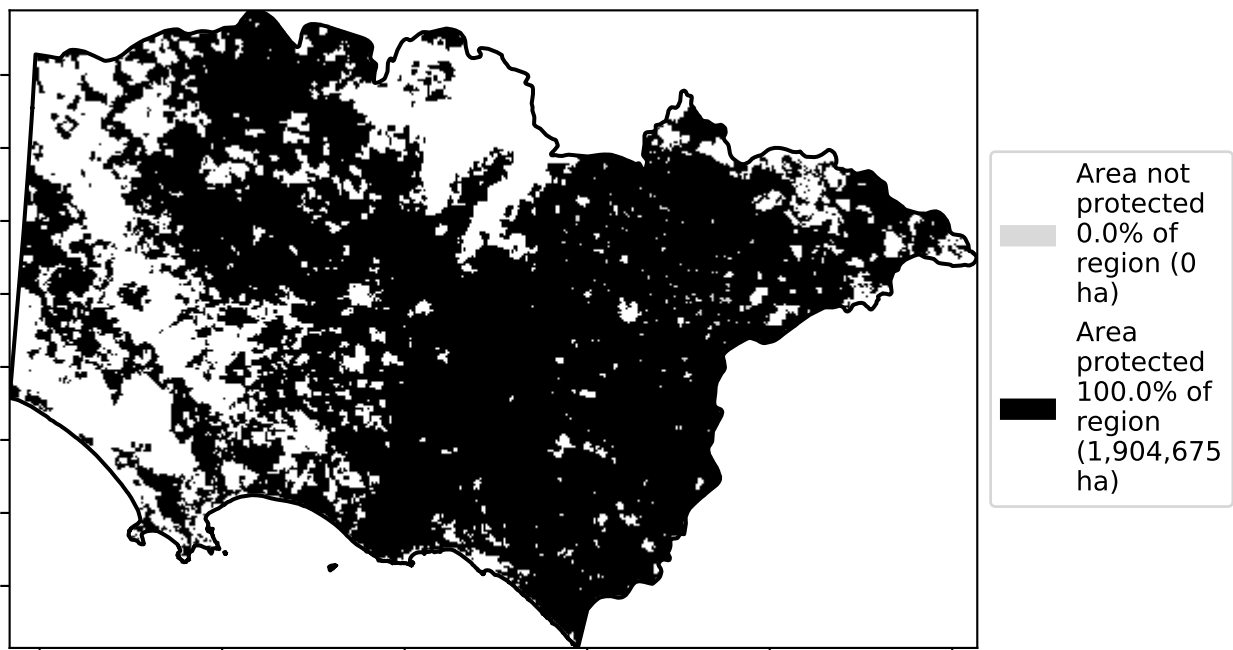 Area not
protected
0.0% of
region (0
ha)
Area
protected
100.0% of
region
(1,904,675
ha)